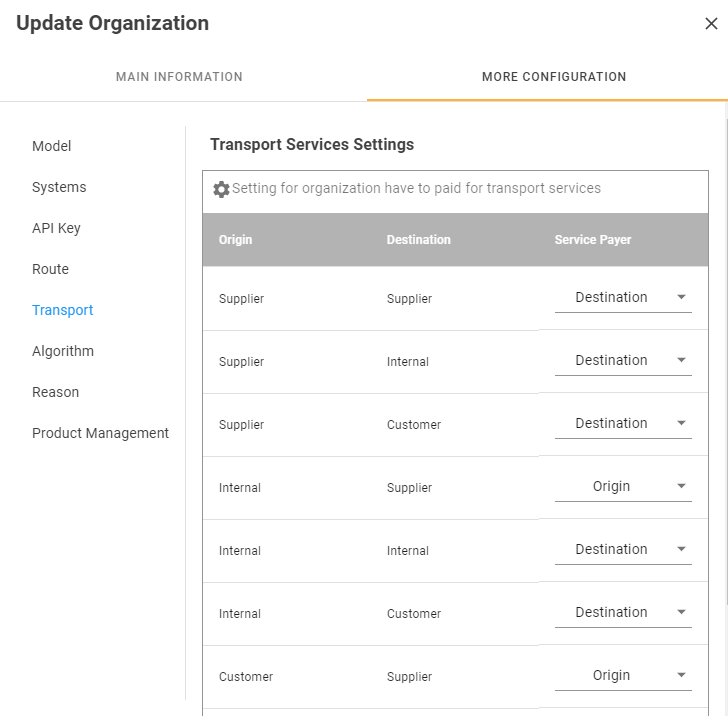 Update Organization
MAIN INFORMATION
MORE CONFIGURATION
Model
Systems
API Key
Route
Transport
Algorithm
Reason
Product Management
Transport Services Settings
Setting for organization have to paid for transport services
Origin Destination Service Payer
Supplier Supplier Destination
Supplier Internal Destination
Supplier Customer Destination
Internal Supplier Origin
Internal Internal Destination
Internal Customer Destination
Customer Supplier Origin